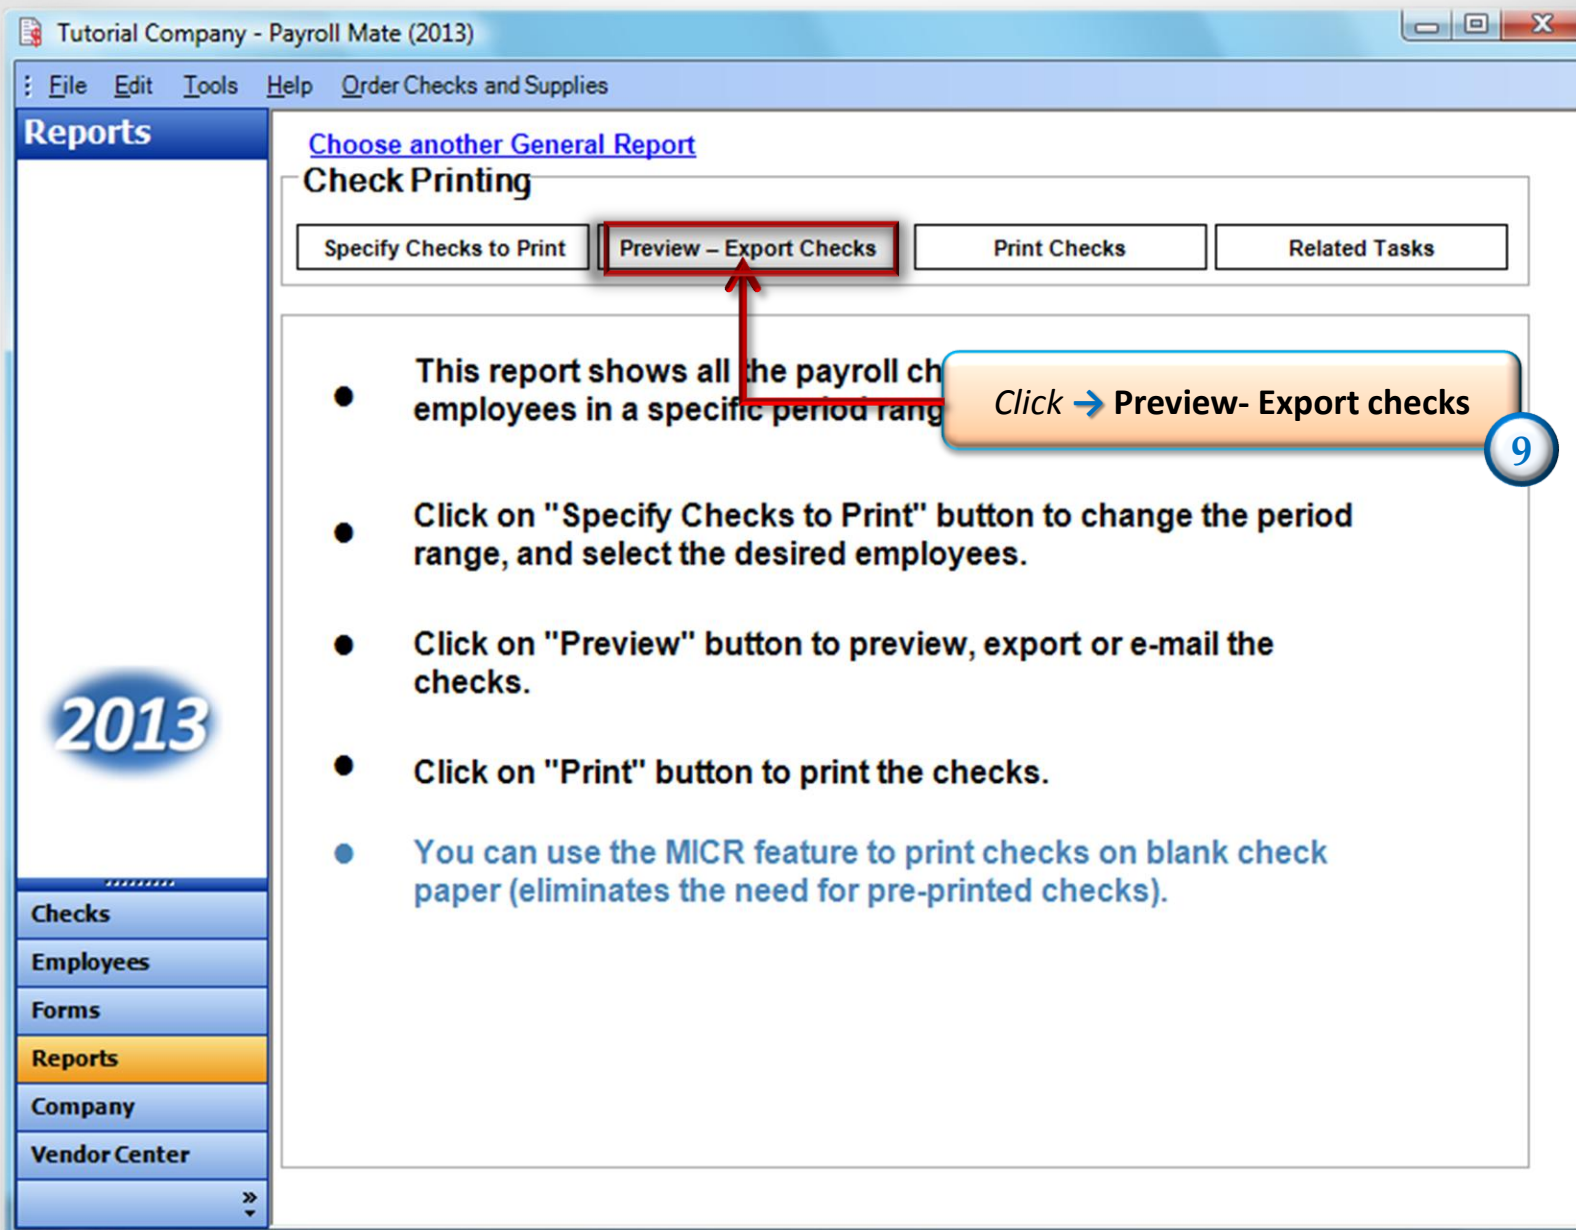 Tutorial Company - Payroll Mate (2013)
File Edit Tools Help Order Checks and Supplies
Reports
Choose another General Report
Check Printing
Specify Checks to Print
Preview – Export Checks
Print Checks
Related Tasks
This report shows all the payroll
employees in a specific period
Click → Preview- Export checks
9
Click on "Specify Checks to Print" button to change the period
range, and select the desired employees.
Click on "Preview" button to preview, export or e-mail the
checks.
Click on "Print" button to print the checks.
You can use the MICR feature to print checks on blank check
paper (eliminates the need for pre-printed checks).
2013
Checks
Employees
Forms
Reports
Company
Vendor Center